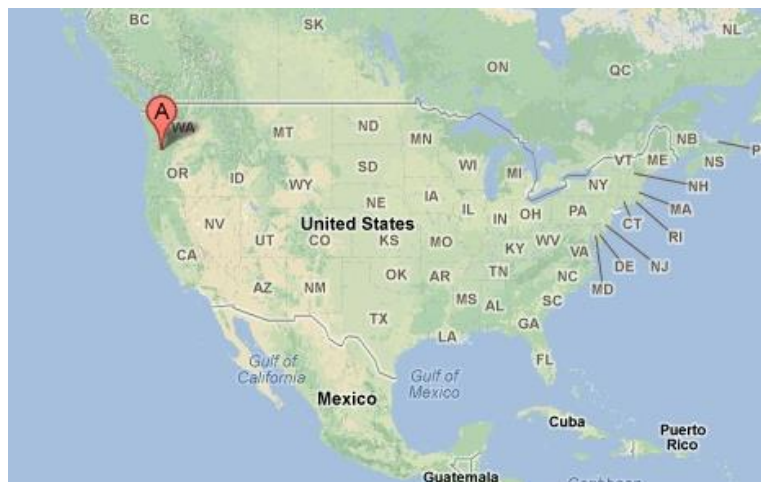 BC
SK
NL
ON
QC
A
WA
MT
ND
MN
NB
P
VT
ME
NS
OR
ID
SD
WI
MI
NY
NH
WY
IA
NE
IL
IN
OH
PA
MA
CT
RI
NV
United States
UT
CO
KS
MO
KY
WV
VA
DE
NJ
CA
MD
OK
AR
TN
NC
AZ
NM
MS
AL
SC
TX
GA
LA
FL
Gulf of
California
Gulf of
Mexico
Mexico
Cuba
Puerto
Rico
Guatemala
Caribbean